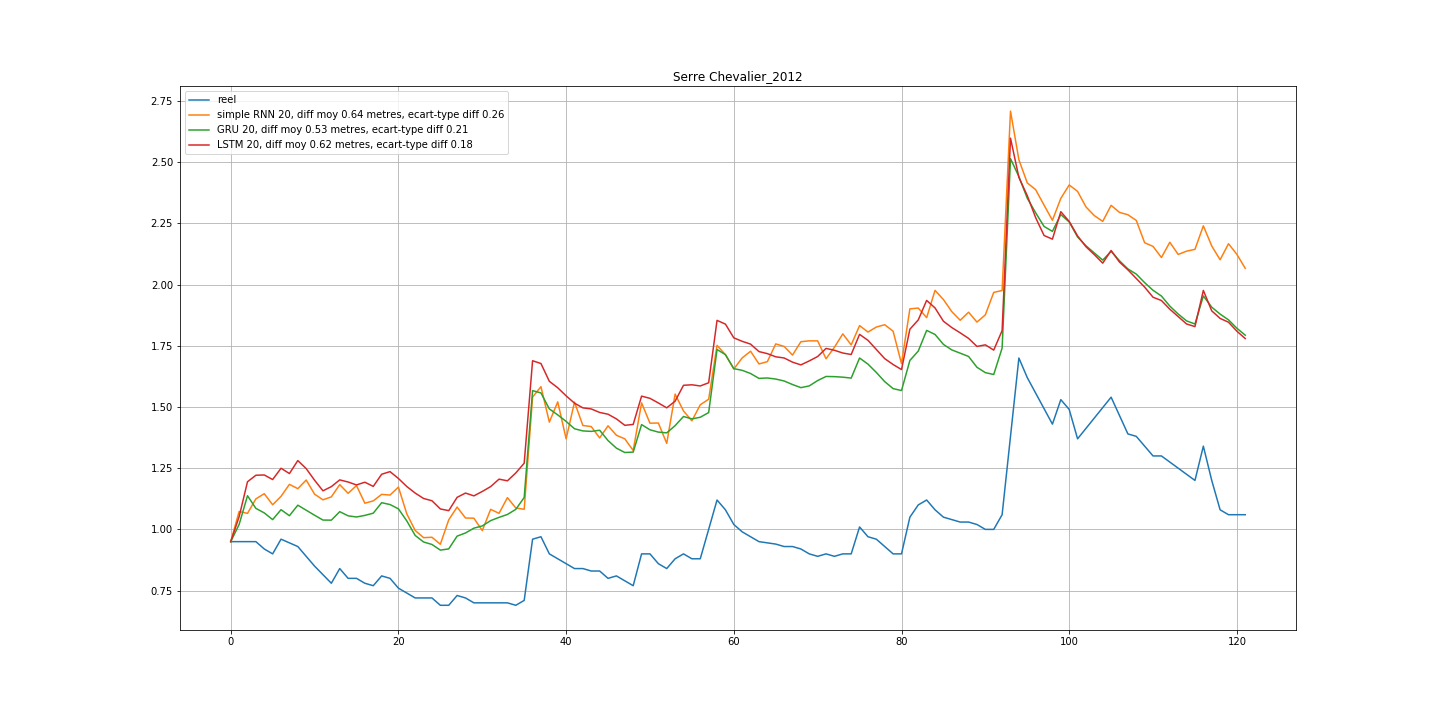 Serre Chevalier_2012
reel
simple RNN 20, diff moy 0.64 metres, ecart-type diff 0.26
GRU 20, diff moy 0.53 metres, ecart-type diff 0.21
LSTM 20, diff moy 0.62 metres, ecart-type diff 0.18
2.75
2.50
2.25
2.00
1.75
1.50
1.25
1.00
0.75
0 20 40 60 80 100 120